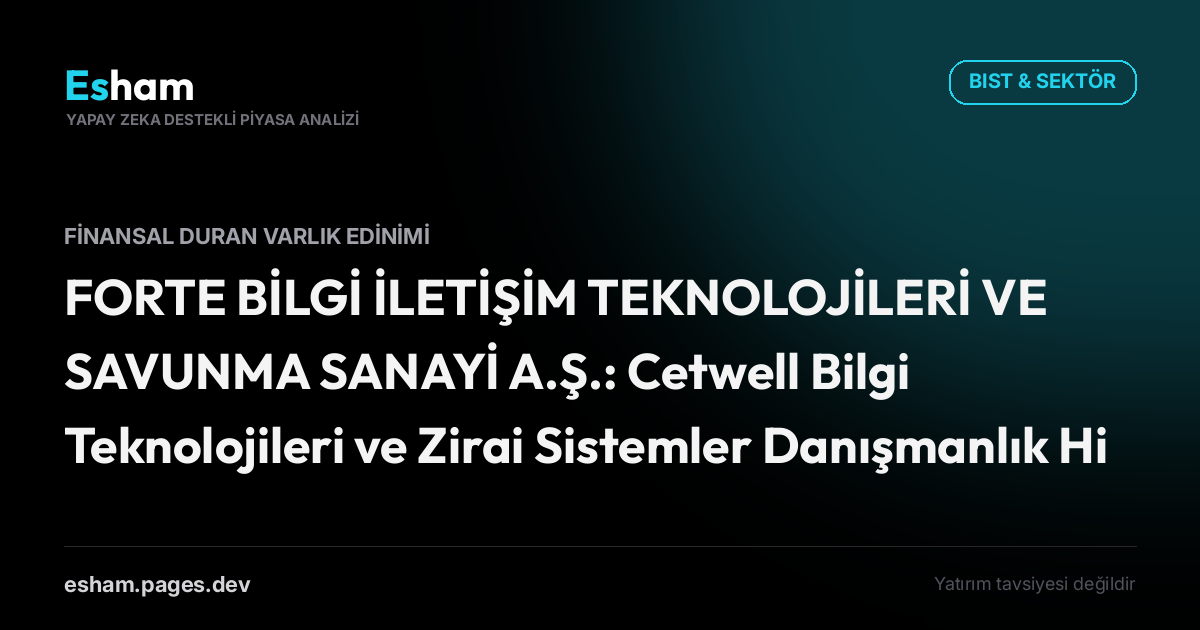 Esham
BIST & SEKTÖR
YAPAY ZEKA DESTEKLİ PİYASA ANALİZİ
FİNANSAL DURAN VARLIK EDİNİMİ
FORTE BİLGİ İLETİŞİM TEKNOLOJİLERİ VE
SAVUNMA SANAYİ A.Ş.: Cetwell Bilgi
Teknolojileri ve Zirai Sistemler Danışmanlık Hi
esham.pages.dev
Yatırım tavsiyesi değildir